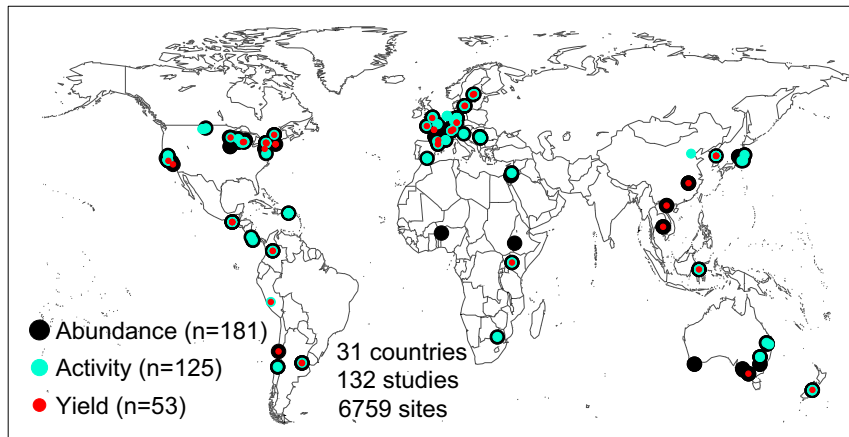 Abundance (n=181)
Activity (n=125)
Yield (n=53)
31 countries
132 studies
6759 sites